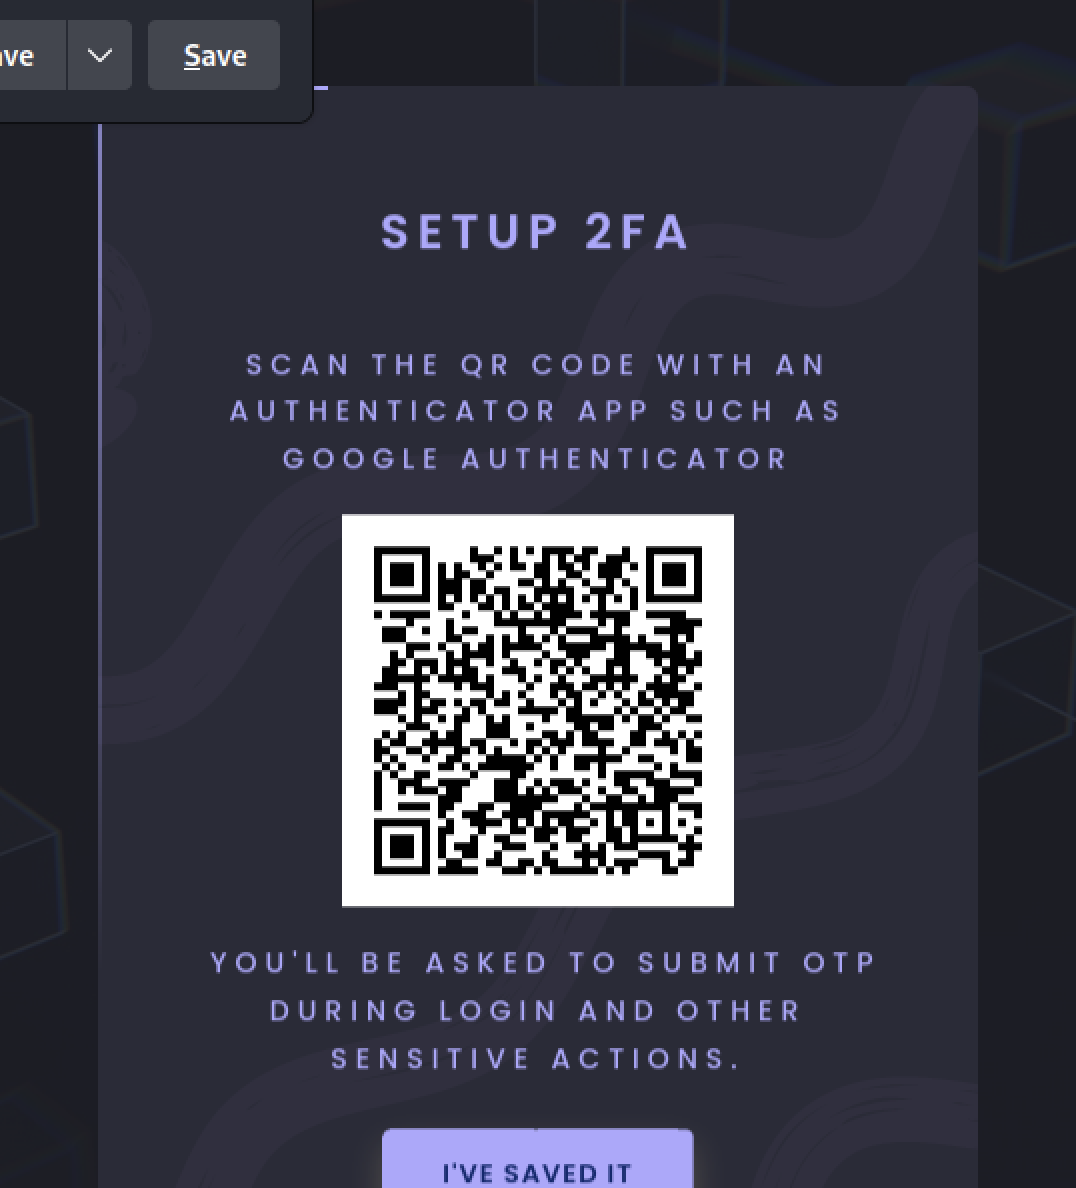 ve
Save
SETUP 2FA
SCAN THE QR CODE WITH AN
AUTHENTICATOR APP SUCH AS
GOOGLE AUTHENTICATOR
YOU'LL BE ASKED TO SUBMIT OTP
DURING LOGIN AND OTHER
SENSITIVE ACTIONS.
I'VE SAVED IT